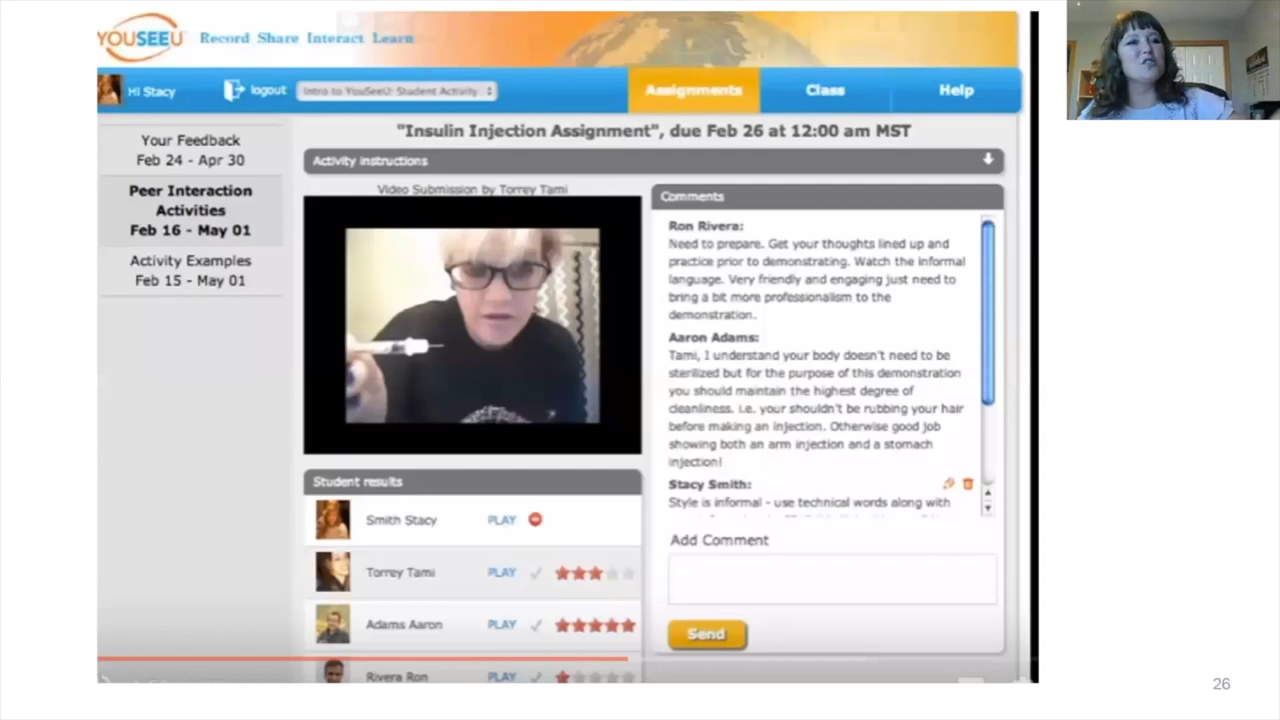 YOUSEEU Record Share Interact Learn
Hi Stacy
logout
Intro to YouSeeU: Student Activity
Assignments
Class
Help
Your Feedback
Feb 24 - Apr 30
Peer Interaction
Activities
Feb 16 - May 01
Activity Examples
Feb 15 - May 01
"Insulin Injection Assignment", due Feb 26 at 12:00 am MST
Activity instructions
Video Submission by Torrey Tami
Student results
Smith Stacy PLAY
Torrey Tami PLAY
Adams Aaron PLAY
Rivera Ron PLAY
Comments
Ron Rivera:
Need to prepare. Get your thoughts lined up and
practice prior to demonstrating. Watch the informal
language. Very friendly and engaging just need to
bring a bit more professionalism to the
demonstration.
Aaron Adams:
Tami, I understand your body doesn't need to be
sterilized but for the purpose of this demonstration
you should maintain the highest degree of
cleanliness. i.e. your shouldn't be rubbing your hair
before making an injection. Otherwise good job
showing both an arm injection and a stomach
injection!
Stacy Smith:
Style is informal - use technical words along with
Add Comment
Send
26